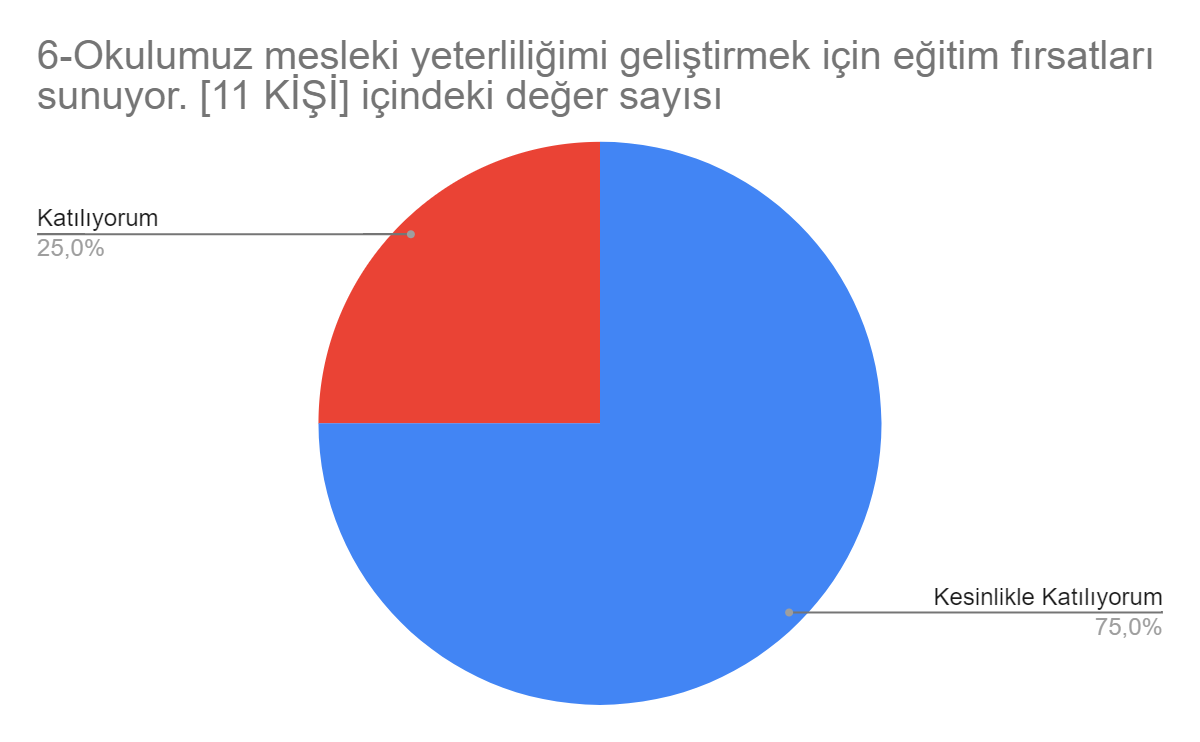 6-Okulumuz mesleki yeterliliğimi geliştirmek için eğitim fırsatları
sunuyor. [11 KİŞİ] içindeki değer sayısı
Katılıyorum
25,0%
Kesinlikle Katılıyorum
75,0%